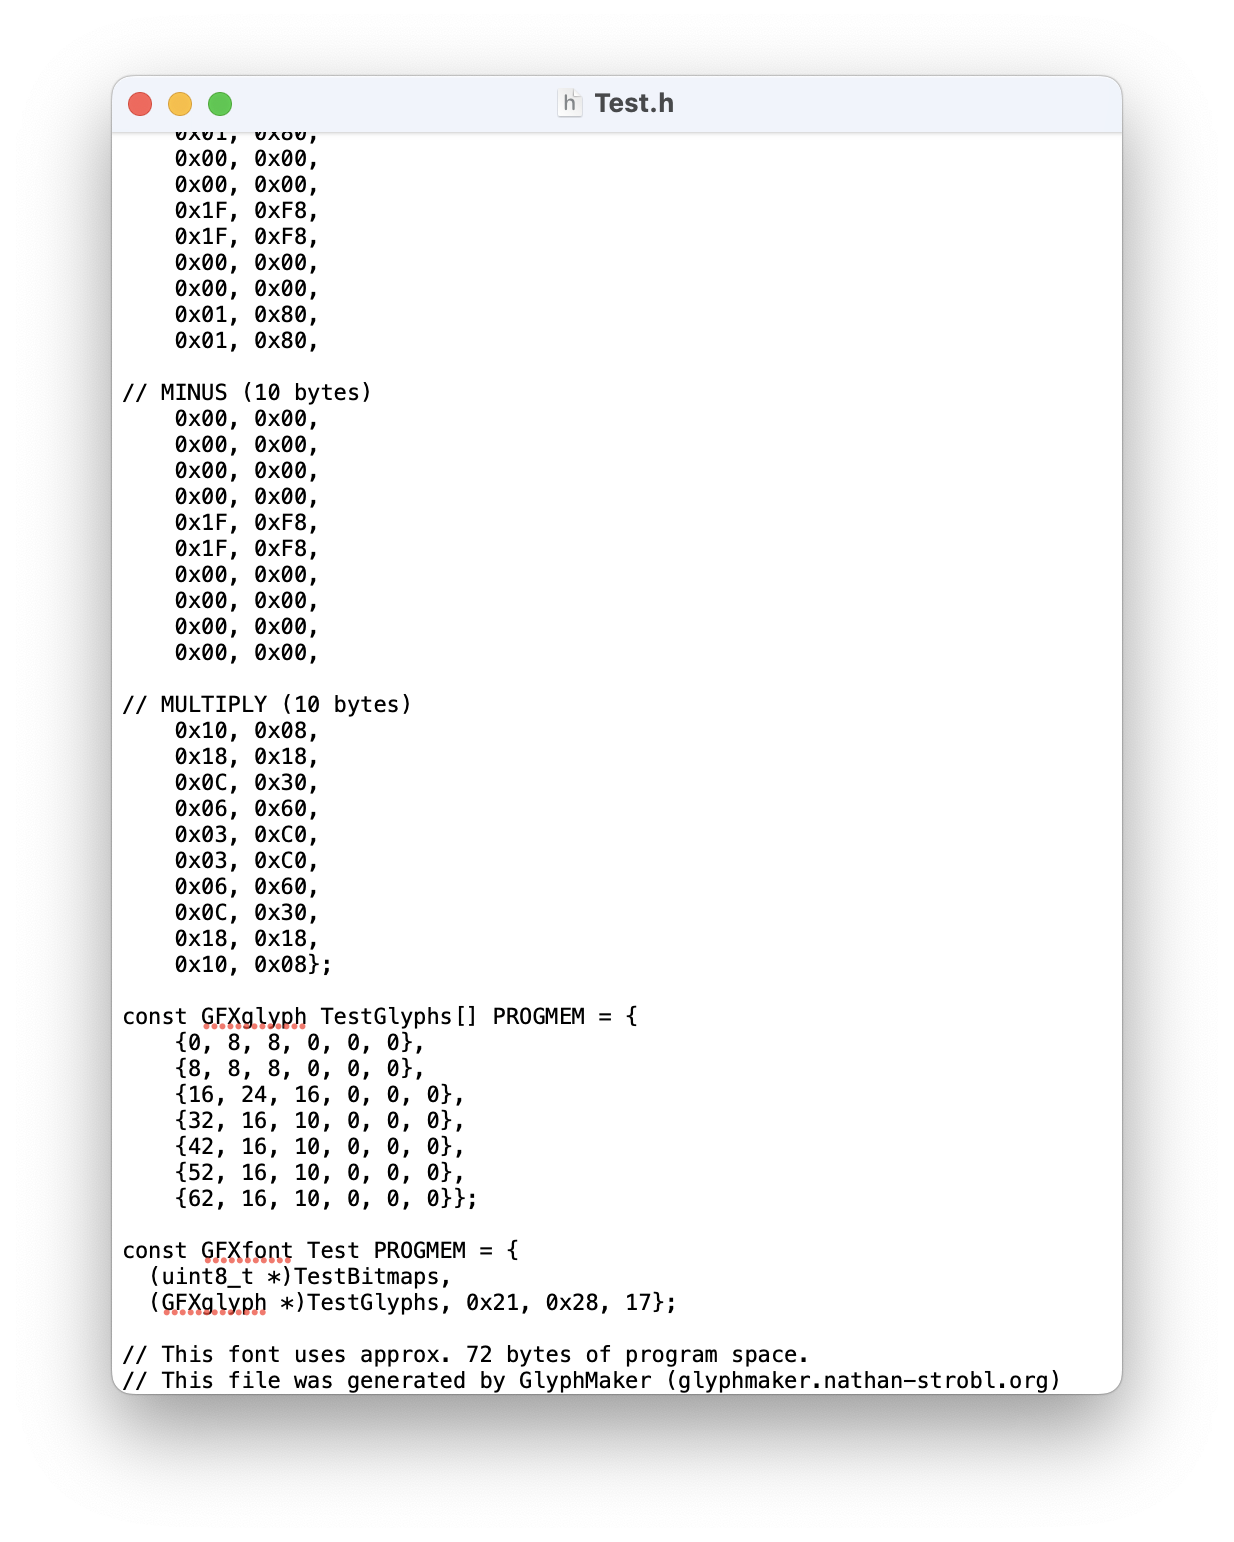 Test.h
0x01, 0x80,
0x00, 0x00,
0x00, 0x00,
0x1F, 0xF8,
0x1F, 0xF8,
0x00, 0x00,
0x00, 0x00,
0x01, 0x80,
0x01, 0x80,
// MINUS (10 bytes)
0x00, 0x00,
0x00, 0x00,
0x00, 0x00,
0x00, 0x00,
0x1F, 0xF8,
0x1F, 0xF8,
0x00, 0x00,
0x00, 0x00,
0x00, 0x00,
0x00, 0x00,
// MULTIPLY (10 bytes)
0x10, 0x08,
0x18, 0x18,
0x0C, 0x30,
0x06, 0x60,
0x03, 0xC0,
0x03, 0xC0,
0x06, 0x60,
0x0C, 0x30,
0x18, 0x18,
0x10, 0x08};
const GFXglyph TestGlyphs[] PROGMEM = {
{0, 8, 8, 0, 0, 0},
{8, 8, 8, 0, 0, 0},
{16, 24, 16, 0, 0, 0},
{32, 16, 10, 0, 0, 0},
{42, 16, 10, 0, 0, 0},
{52, 16, 10, 0, 0, 0},
{62, 16, 10, 0, 0, 0}};
const GFXfont Test PROGMEM = {
(uint8_t *)TestBitmaps,
(GFXglyph *)TestGlyphs, 0x21, 0x28, 17};
// This font uses approx. 72 bytes of program space.
// This file was generated by GlyphMaker (glyphmaker.nathan-strobl.org)